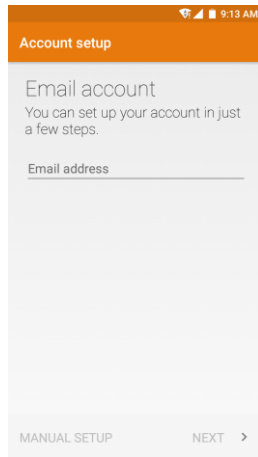 9:13 AM
Account setup
Email account
You can set up your account in just
a few steps.
Email address
MANUAL SETUP
NEXT